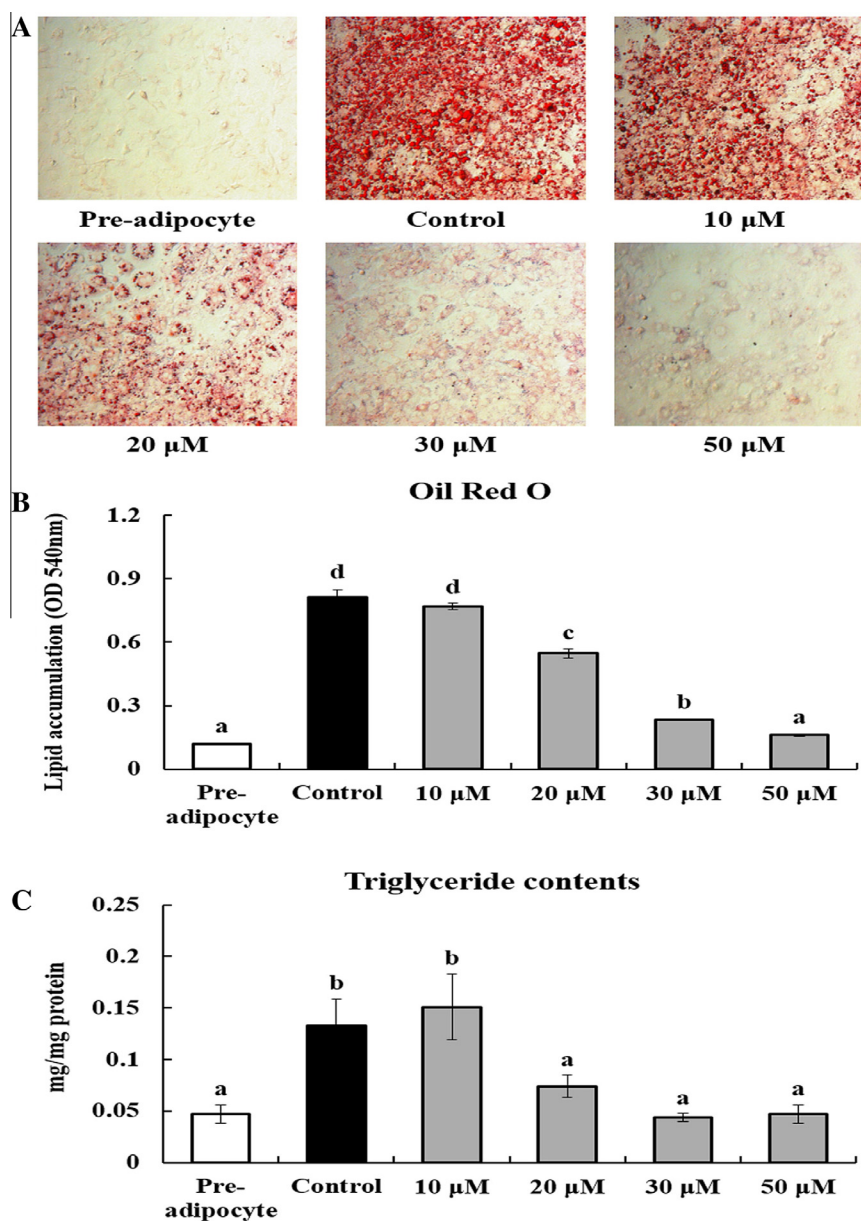 A
Pre-adipocyte Control 10 μM
20 μM 30 μM 50 μM
B
Oil Red O
Lipid accumulation (OD 540nm)
1.2
0.9
0.6
0.3
0
a d d c b a
Pre-
adipocyte Control 10 μM 20 μM 30 μM 50 μM
C
Triglyceride contents
mg/mg protein
0.25
0.2
0.15
0.1
0.05
0
a b b a a a
Pre-
adipocyte Control 10 μM 20 μM 30 μM 50 μM